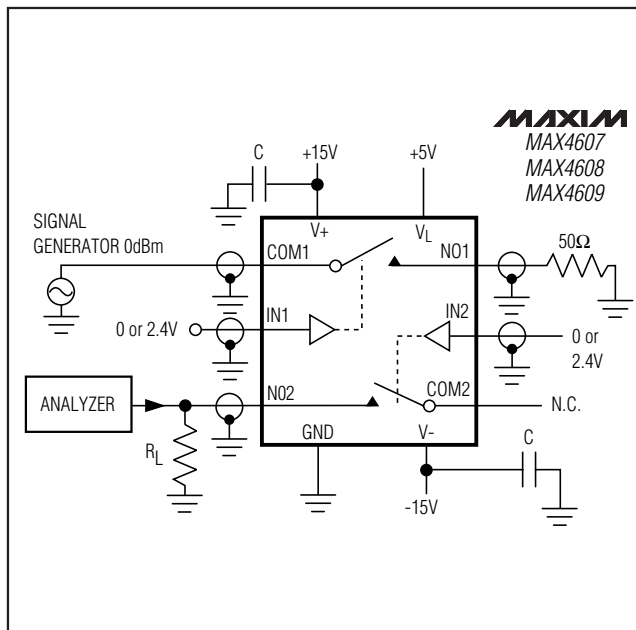 MAXIM
MAX4607
MAX4608
MAX4609
C
+15V
+5V
SIGNAL
GENERATOR 0dBm
V+
VL
COM1
NO1
50Ω
0 or 2.4V
IN1
IN2
0 or
2.4V
ANALYZER
N02
COM2
N.C.
RL
GND
V-
C
-15V